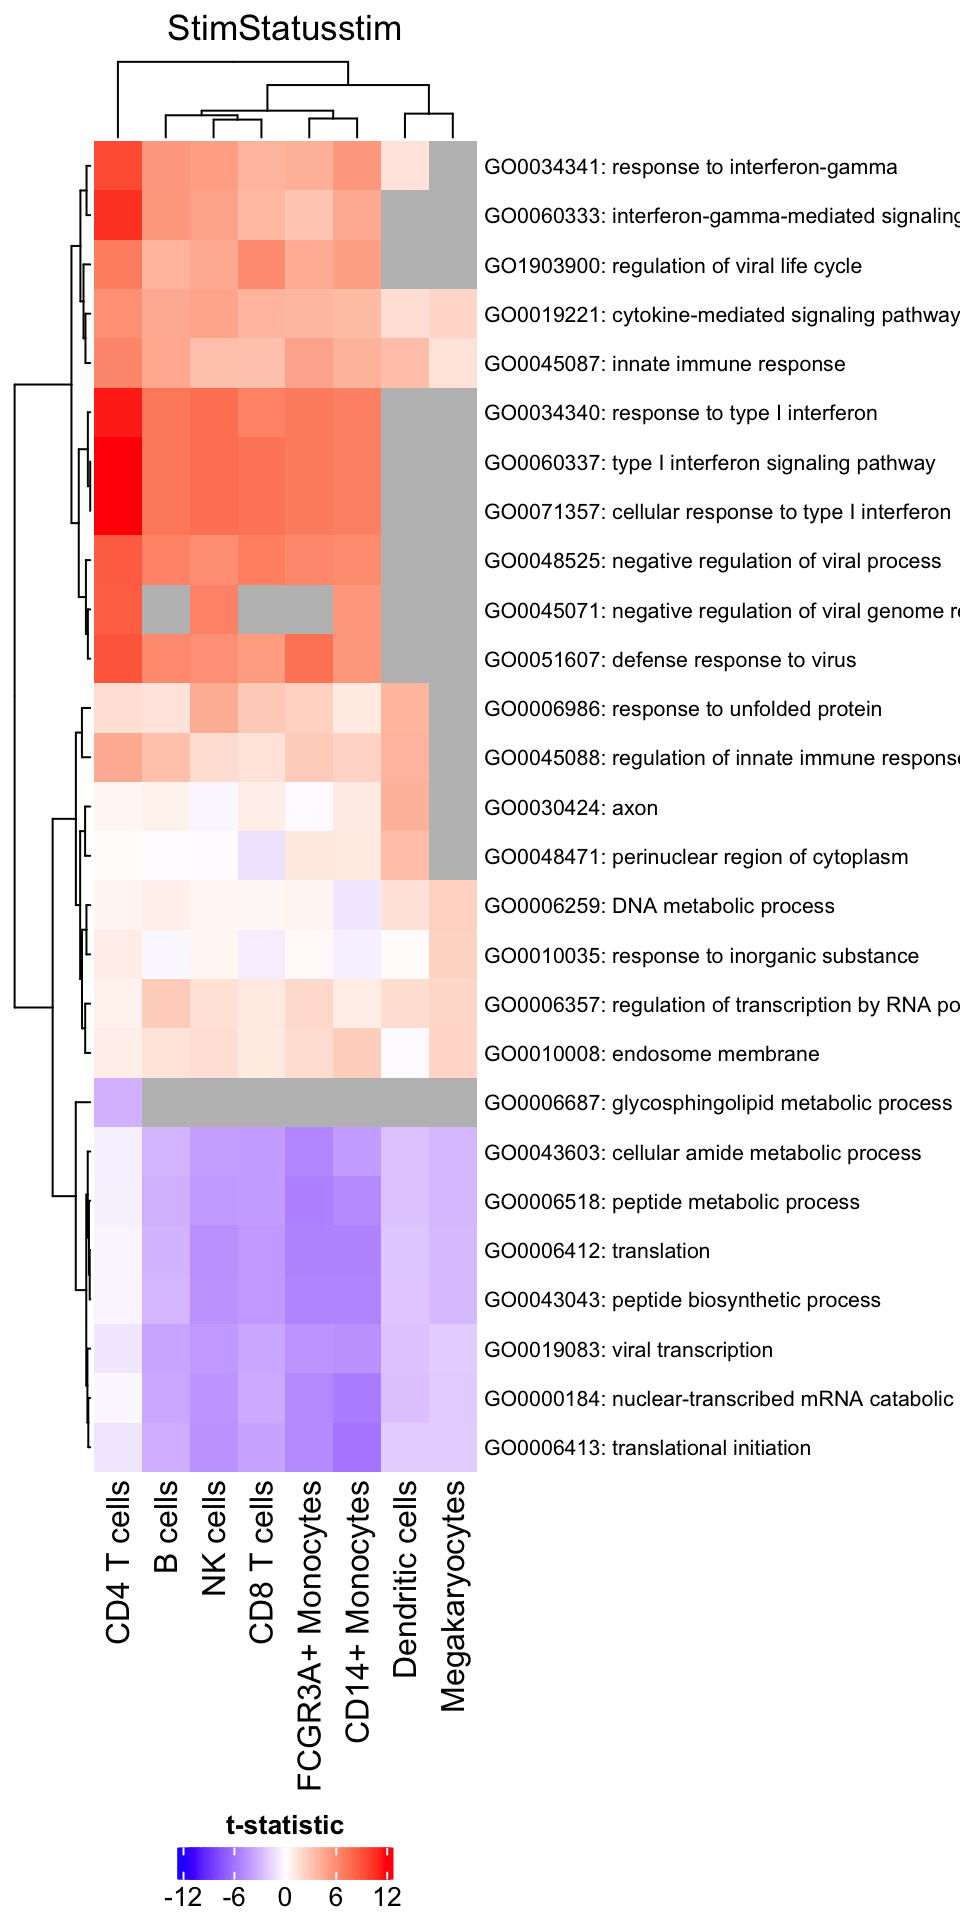 StimStatusstim
GO0034341: response to interferon-gamma
GO0060333: interferon-gamma-mediated signaling
GO1903900: regulation of viral life cycle
GO0019221: cytokine-mediated signaling pathway
GO0045087: innate immune response
GO0034340: response to type I interferon
GO0060337: type I interferon signaling pathway
GO0071357: cellular response to type I interferon
GO0048525: negative regulation of viral process
GO0045071: negative regulation of viral genome re
GO0051607: defense response to virus
GO0006986: response to unfolded protein
GO0045088: regulation of innate immune response
GO0030424: axon
GO0048471: perinuclear region of cytoplasm
GO0006259: DNA metabolic process
GO0010035: response to inorganic substance
GO0006357: regulation of transcription by RNA po
GO0010008: endosome membrane
GO0006687: glycosphingolipid metabolic process
GO0043603: cellular amide metabolic process
GO0006518: peptide metabolic process
GO0006412: translation
GO0043043: peptide biosynthetic process
GO0019083: viral transcription
GO0000184: nuclear-transcribed mRNA catabolic
GO0006413: translational initiation
CD4 T cells
B cells
NK cells
CD8 T cells
FCGR3A+ Monocytes
CD14+ Monocytes
Dendritic cells
Megakaryocytes
t-statistic
-12 -6 0 6 12